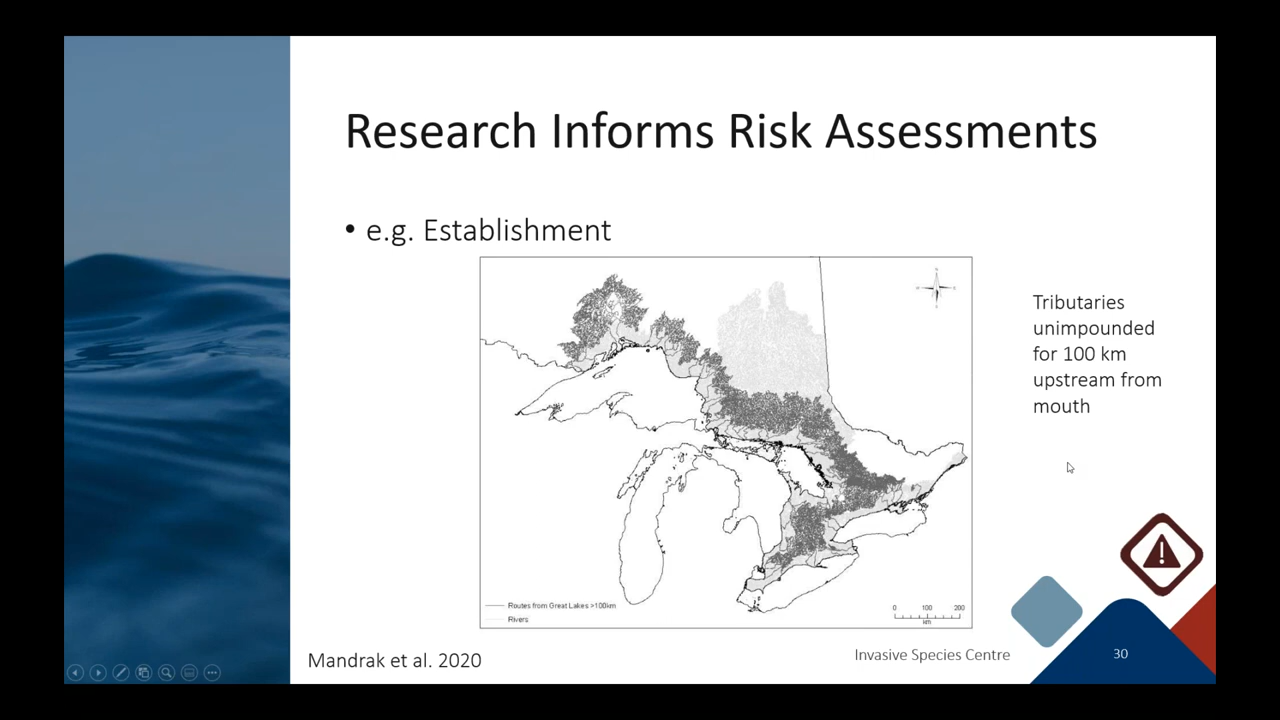 Research Informs Risk Assessments
• e.g. Establishment
Tributaries
unimpounded
for 100 km
upstream from
mouth
Routes from Great Lakes >100km
Rivers
0 100 200
km
Mandrak et al. 2020
Invasive Species Centre
30